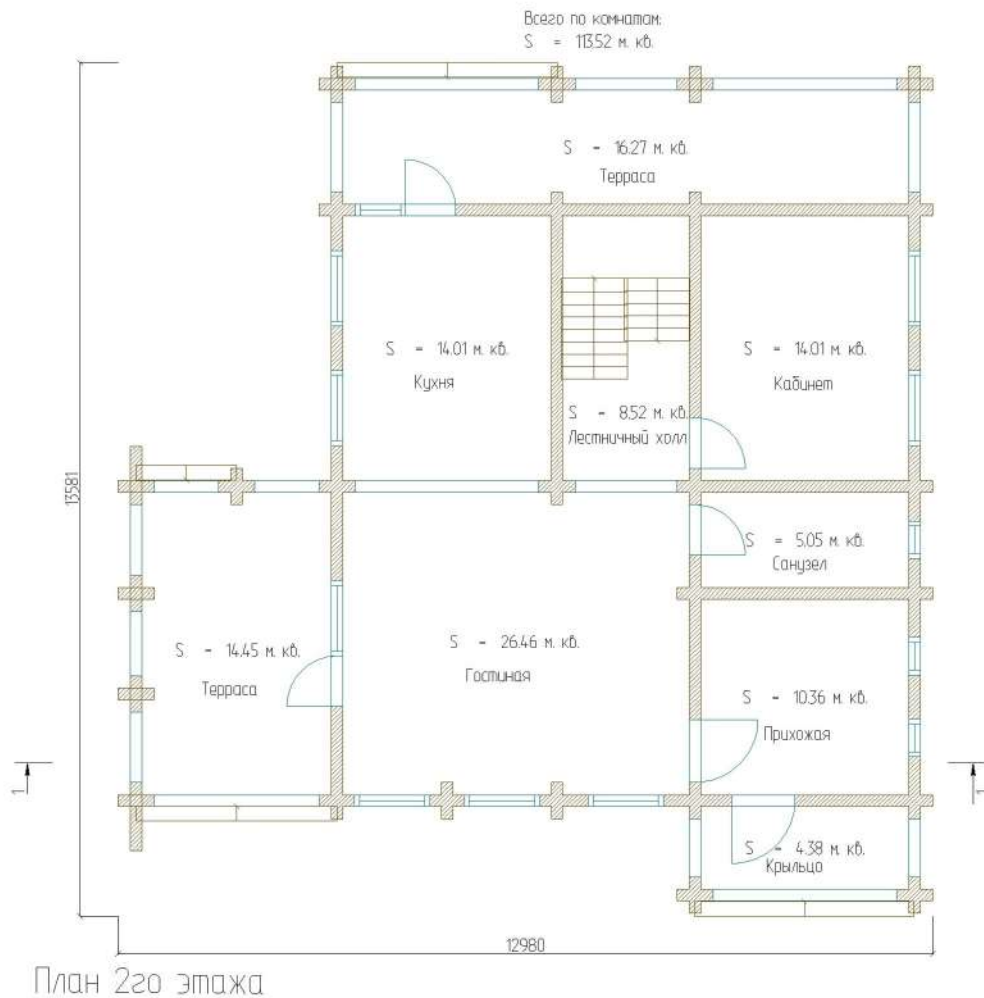 Всего по комнатам:
S = 113.52 м. кв.
S = 16.27 м. кв.
Терраса
S = 14.01 м. кв.
Кухня
S = 14.01 м. кв.
Кабинет
S = 8.52 м. кв.
Лестничный холл
13581
S = 5.05 м. кв.
Санузел
S = 14.45 м. кв.
Терраса
S = 26.46 м. кв.
Гостиная
S = 10.36 м. кв.
Прихожая
1
1
S = 4.38 м. кв.
Крыльцо
12980
План 2го этажа